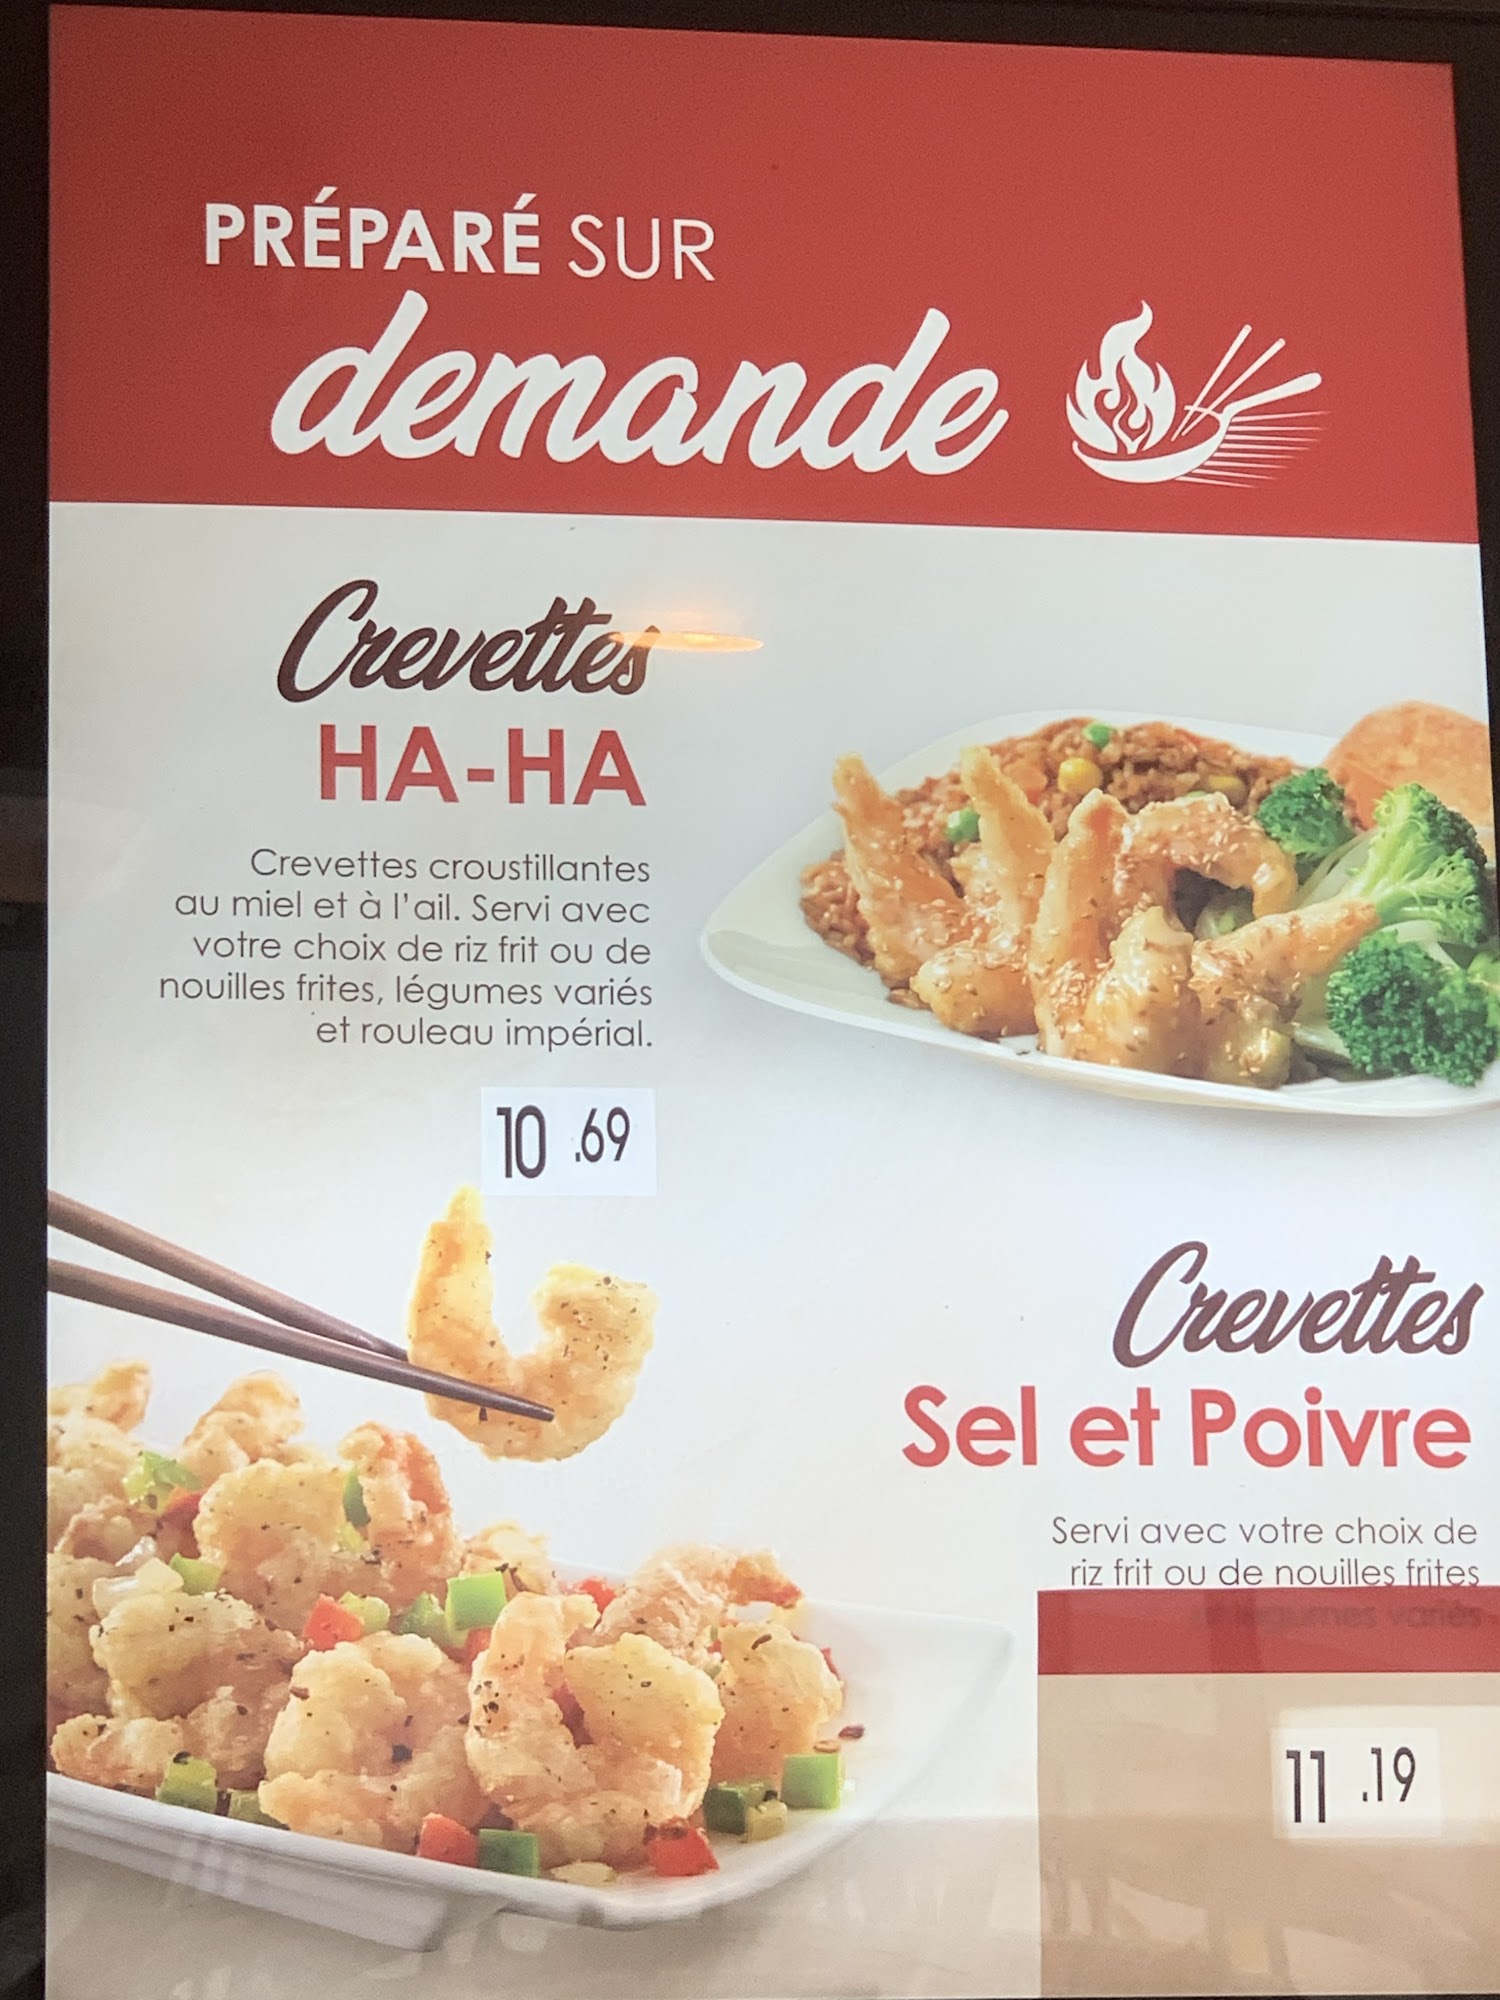 PRÉPARÉ SUR
demande
Crevettes
HA-HA
Crevettes croustillantes
au miel et à l'ail. Servi avec
votre choix de riz frit ou de
nouilles frites, légumes variés
et rouleau impérial.
10 .69
Crevettes
Sel et Poivre
Servi avec votre choix de
riz frit ou de nouilles frites
légumes variés
11 .19